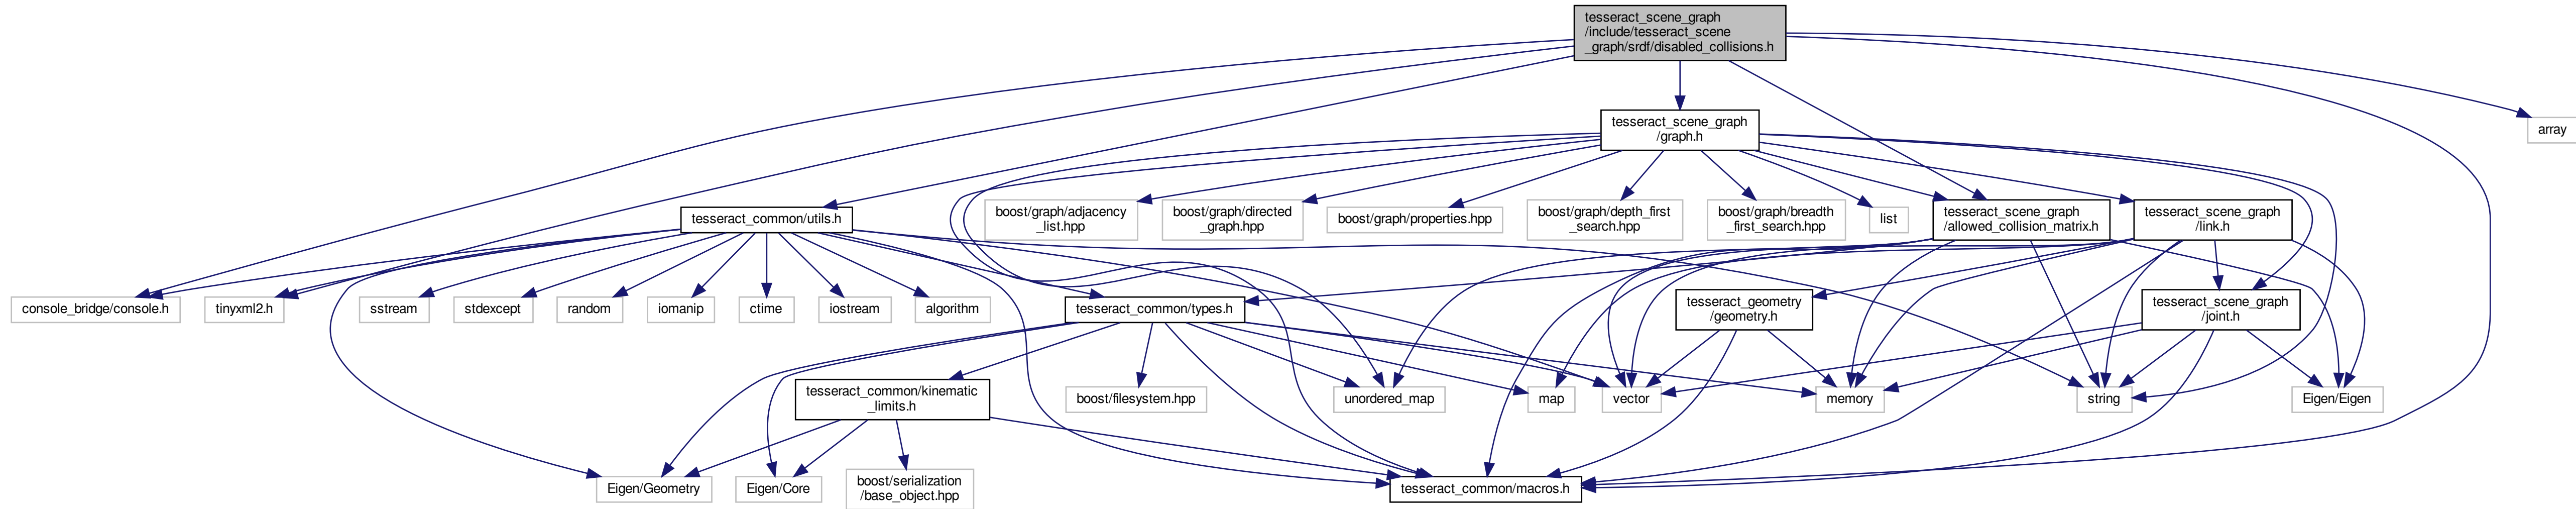 tesseract_scene_graph
/include/tesseract_scene
_graph/srdf/disabled_collisions.h
array
tesseract_scene_graph
/graph.h
tesseract_common/utils.h
boost/graph/adjacency
_list.hpp
boost/graph/directed
_graph.hpp
boost/graph/properties.hpp
boost/graph/depth_first
_search.hpp
boost/graph/breadth
_first_search.hpp
list
tesseract_scene_graph
/allowed_collision_matrix.h
tesseract_scene_graph
/link.h
console_bridge/console.h
tinyxml2.h
sstream
stdexcept
random
iomanip
ctime
iostream
algorithm
tesseract_common/types.h
tesseract_geometry
/geometry.h
tesseract_scene_graph
/joint.h
tesseract_common/kinematic
_limits.h
boost/filesystem.hpp
unordered_map
map
vector
memory
string
Eigen/Eigen
Eigen/Geometry
Eigen/Core
boost/serialization
/base_object.hpp
tesseract_common/macros.h